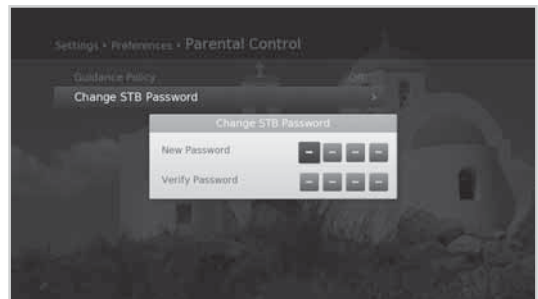 Settings • Preferences • Parental Control
Guidance Policy Off
Change STB Password >
Change STB Password
New Password – – – –
Verify Password – – – –